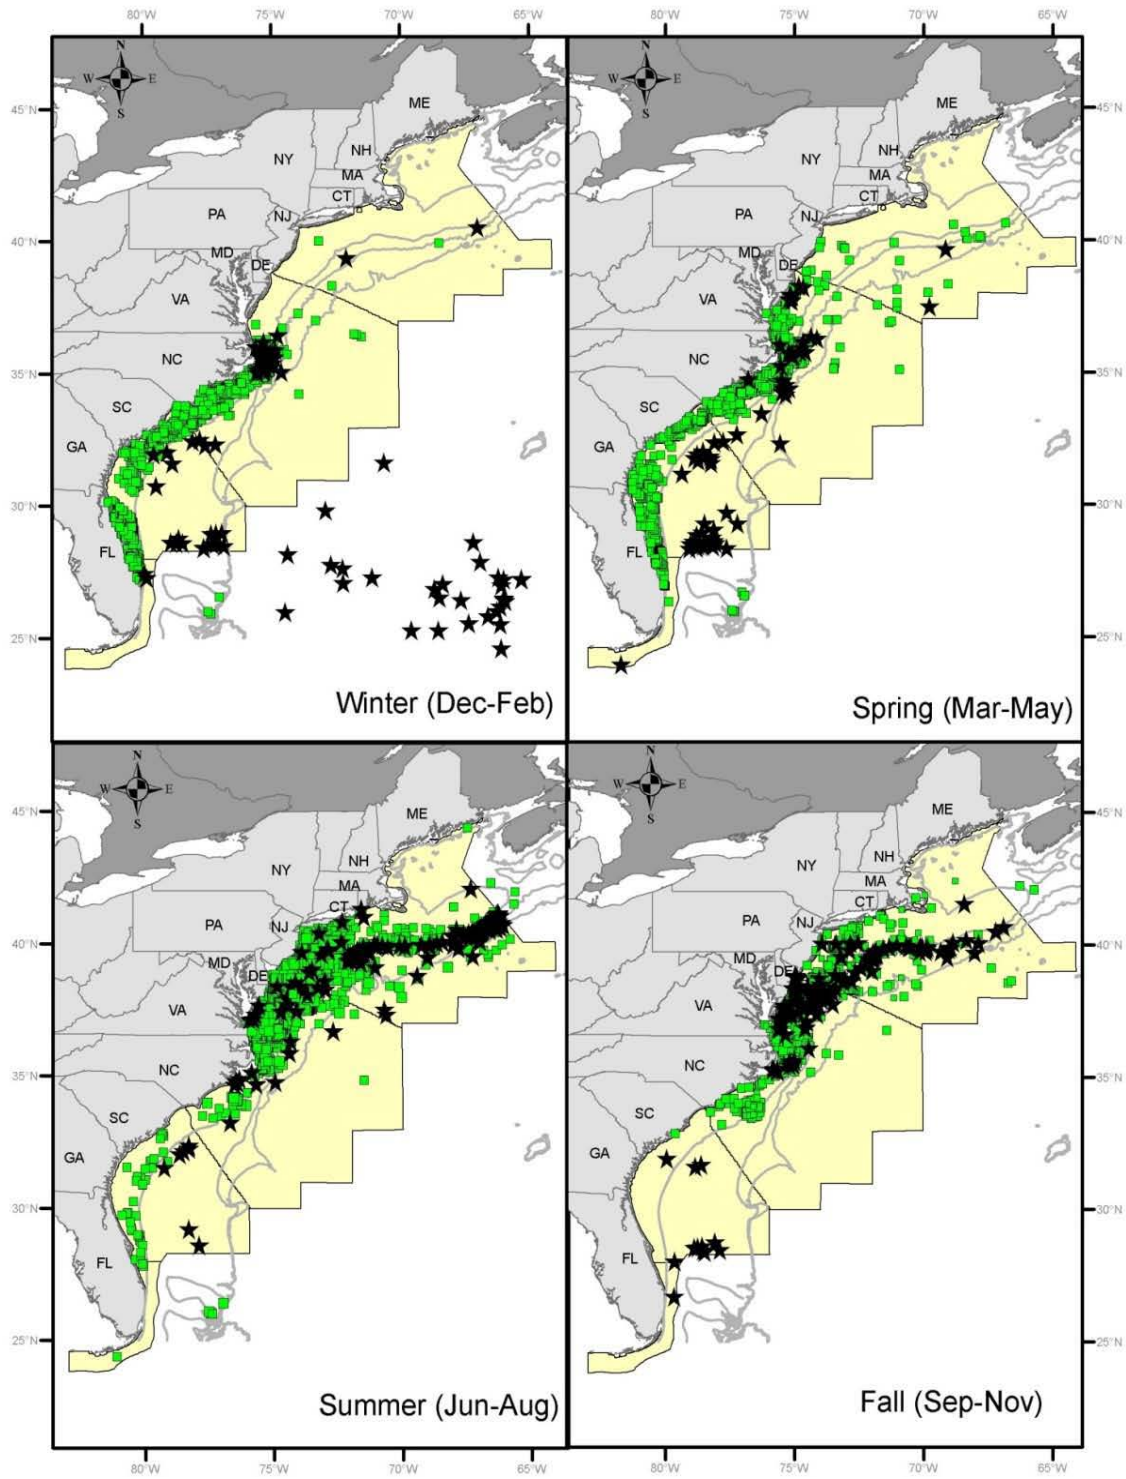 80°W 75°W 70°W 65°W 80°W 75°W 70°W 65°W
N N
W E W E
S S
ME ME
45°N 45°N
NY NH NY NH
MA MA
CT CT
PA NJ PA NJ
40°N 40°N
MD DE MD DE
VA VA
NC NC
35°N 35°N
SC SC
GA GA
30°N 30°N
FL FL
25°N 25°N
Winter (Dec-Feb) Spring (Mar-May)
N N
W E W E
S S
ME ME
45°N 45°N
NY NH NY NH
MA MA
CT CT
PA NJ PA NJ
40°N 40°N
MD DE MD DE
VA VA
NC NC
35°N 35°N
SC SC
GA GA
30°N 30°N
FL FL
25°N 25°N
Summer (Jun-Aug) Fall (Sep-Nov)
80°W 75°W 70°W 65°W 80°W 75°W 70°W 65°W